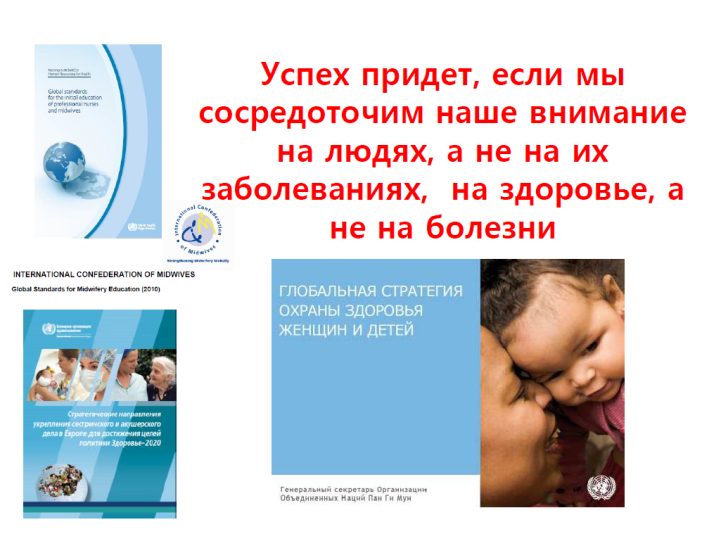 Успех придет, если мы
сосредоточим наше внимание
на людях, а не на их
заболеваниях, на здоровье, а
не на болезни
Global standards
for the initial education
of professional nurses
and midwives
International Confederation
of Midwives
Strengthening Midwifery Globally
INTERNATIONAL CONFEDERATION OF MIDWIVES
Global Standards for Midwifery Education (2010)
Стратегические направления
укрепления сестринского и акушерского
дела в Европе для достижения целей
политики Здоровье–2020
ГЛОБАЛЬНАЯ СТРАТЕГИЯ
ОХРАНЫ ЗДОРОВЬЯ
ЖЕНЩИН И ДЕТЕЙ
Генеральный секретарь Организации
Объединенных Наций Пан Ги Мун